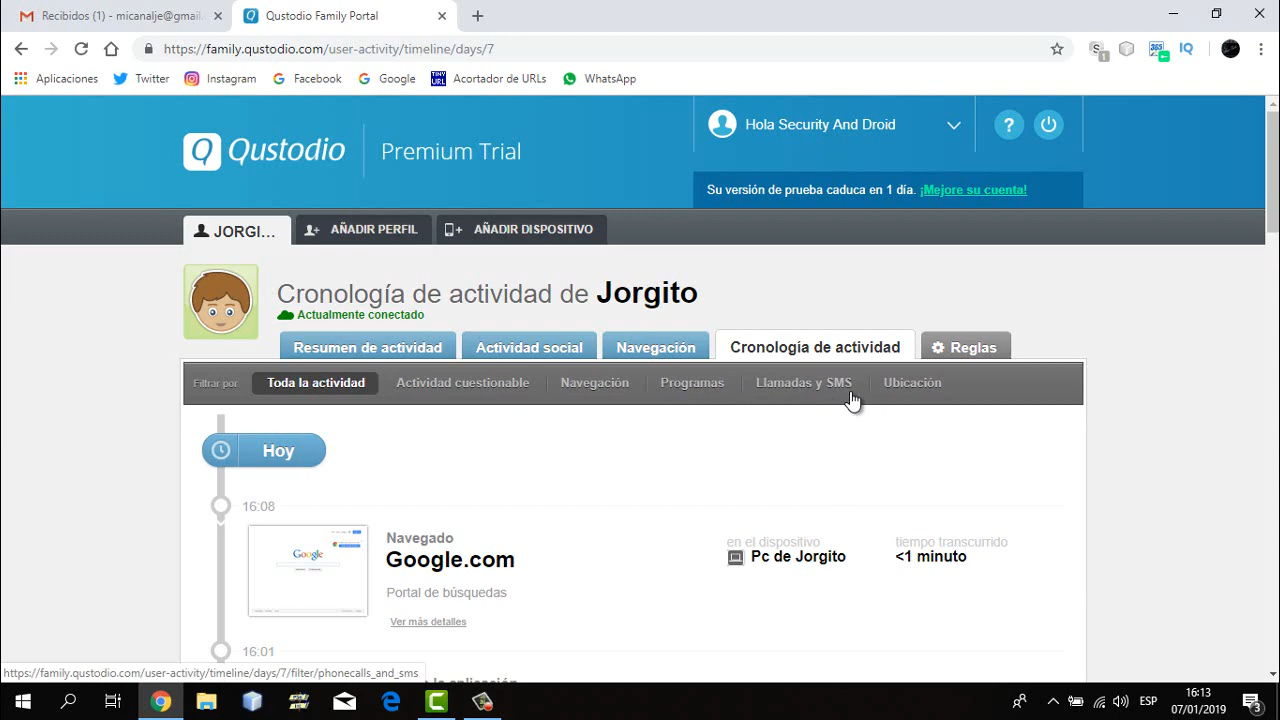 Recibidos (1) - micanalje@gmail.
Qustodio Family Portal
https://family.qustodio.com/user-activity/timeline/days/7
Aplicaciones
Twitter
Instagram
Facebook
Google
TINY URL
Acortador de URLs
WhatsApp
Qustodio
Premium Trial
Hola Security And Droid
?
Su versión de prueba caduca en 1 día. ¡Mejore su cuenta!
JORGI...
AÑADIR PERFIL
AÑADIR DISPOSITIVO
Cronología de actividad de Jorgito
Actualmente conectado
Resumen de actividad
Actividad social
Navegación
Cronología de actividad
Reglas
Filtrar por
Toda la actividad
Actividad cuestionable
Navegación
Programas
Llamadas y SMS
Ubicación
Hoy
16:08
Google
Navegado
Google.com
Portal de búsquedas
Ver más detalles
en el dispositivo
Pc de Jorgito
tiempo transcurrido
<1 minuto
16:01
https://family.qustodio.com/user-activity/timeline/days/7/filter/phonecalls_and_sms
ESP
16:13
07/01/2019
3